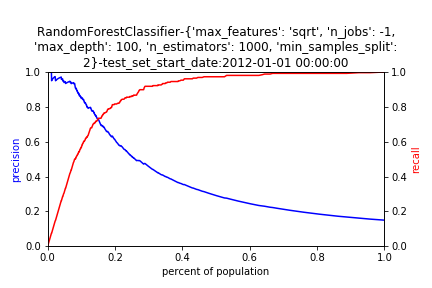 RandomForestClassifier-{'max_features': 'sqrt', 'n_jobs': -1,
'max_depth': 100, 'n_estimators': 1000, 'min_samples_split':
2}-test_set_start_date:2012-01-01 00:00:00
1.0
0.8
0.6
0.4
0.2
0.0
precision
1.0
0.8
0.6
0.4
0.2
0.0
recall
0.0 0.2 0.4 0.6 0.8 1.0
percent of population